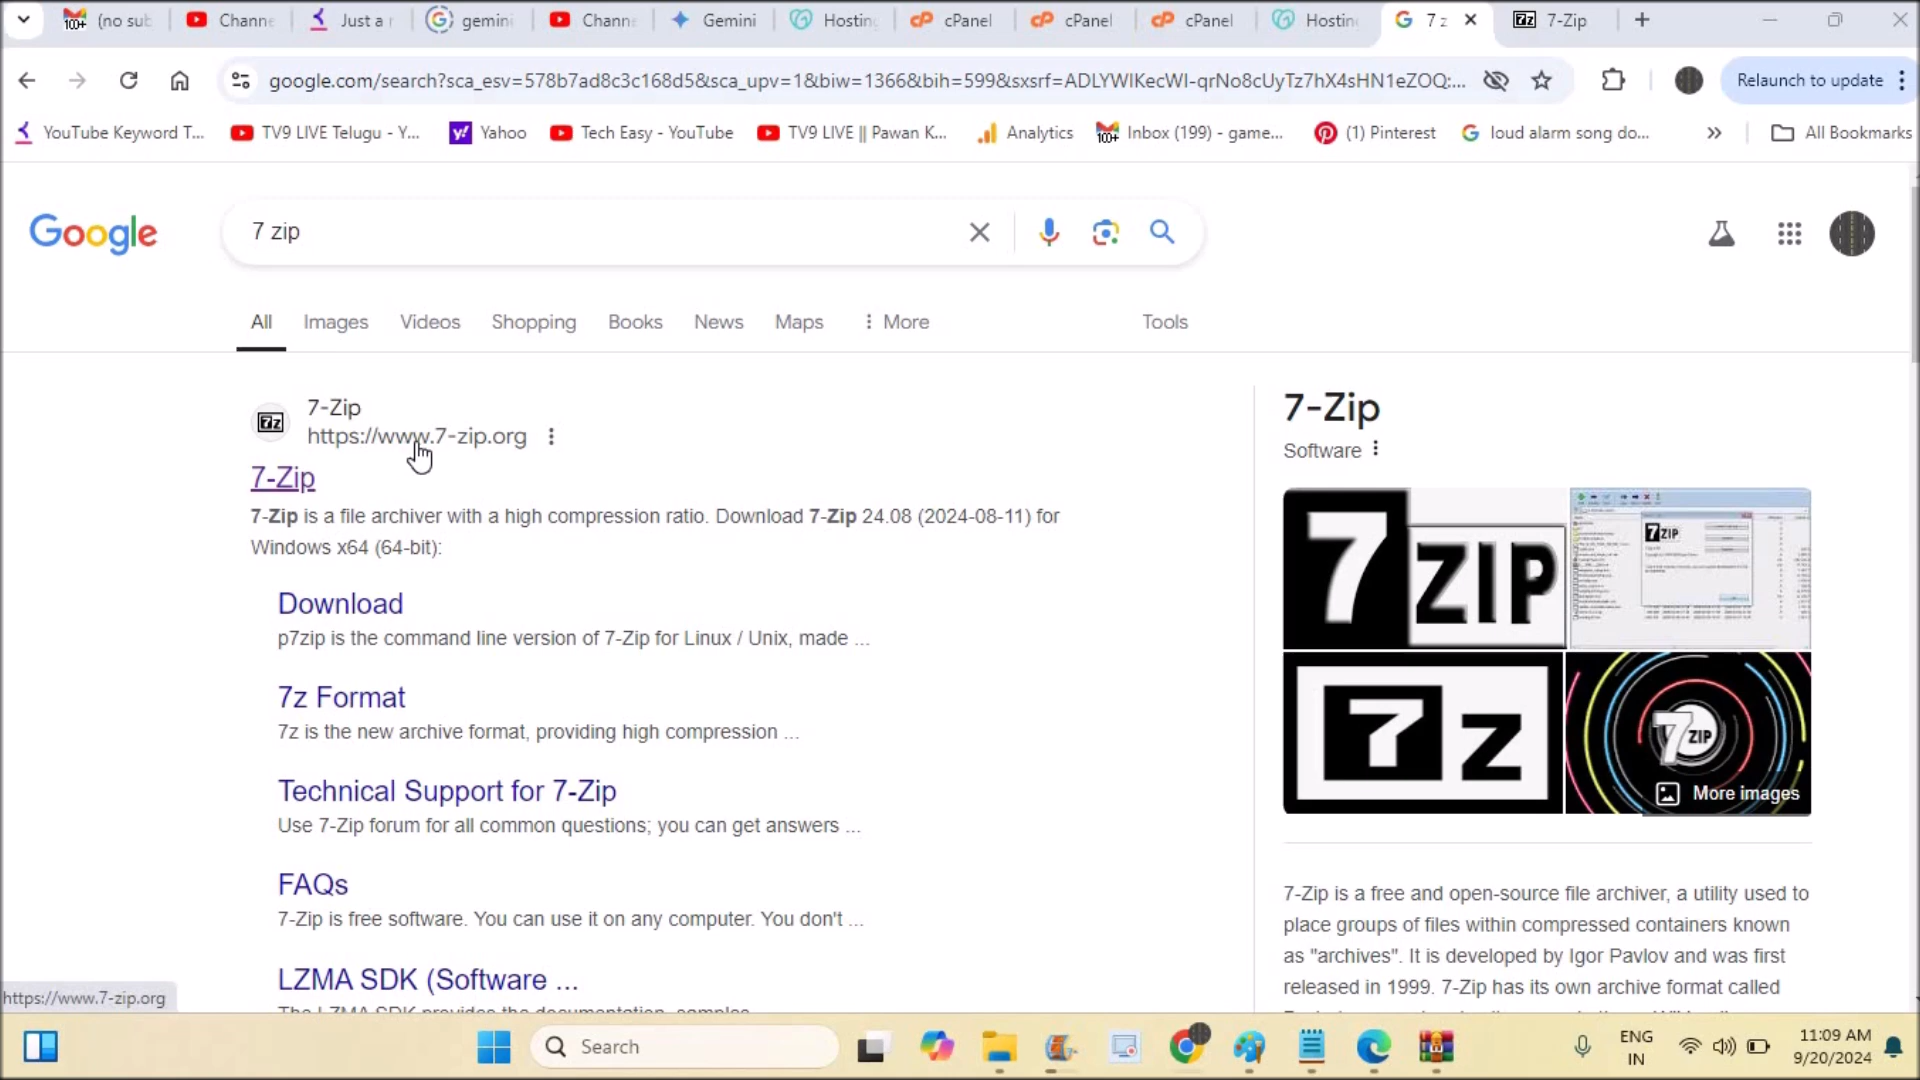 (no sub
Channe
Just a r
gemini
Channe
Gemini
Hosting
cPanel
cPanel
cPanel
Hostin
7 z
7-Zip
google.com/search?sca_esv=578b7ad8c3c168d5&sca_upv=1&biw=1366&bih=599&sxsrf=ADLYWIKecWI-qrNo8cUyTz7hX4sHN1eZOQ:...
Relaunch to update
YouTube Keyword T...
TV9 LIVE Telugu - Y...
Yahoo
Tech Easy - YouTube
TV9 LIVE || Pawan K...
Analytics
Inbox (199) - game...
(1) Pinterest
loud alarm song do...
All Bookmarks
Google
7 zip
All
Images
Videos
Shopping
Books
News
Maps
More
Tools
7-Zip
https://www.7-zip.org
7-Zip
7-Zip is a file archiver with a high compression ratio. Download 7-Zip 24.08 (2024-08-11) for
Windows x64 (64-bit):
Download
p7zip is the command line version of 7-Zip for Linux / Unix, made ...
7z Format
7z is the new archive format, providing high compression ...
Technical Support for 7-Zip
Use 7-Zip forum for all common questions; you can get answers ...
FAQs
7-Zip is free software. You can use it on any computer. You don't ...
LZMA SDK (Software ...
7-Zip
Software
7 ZIP
7 z
7 ZIP
More images
7-Zip is a free and open-source file archiver, a utility used to
place groups of files within compressed containers known
as "archives". It is developed by Igor Pavlov and was first
released in 1999. 7-Zip has its own archive format called
https://www.7-zip.org
Search
ENG
IN
11:09 AM
9/20/2024